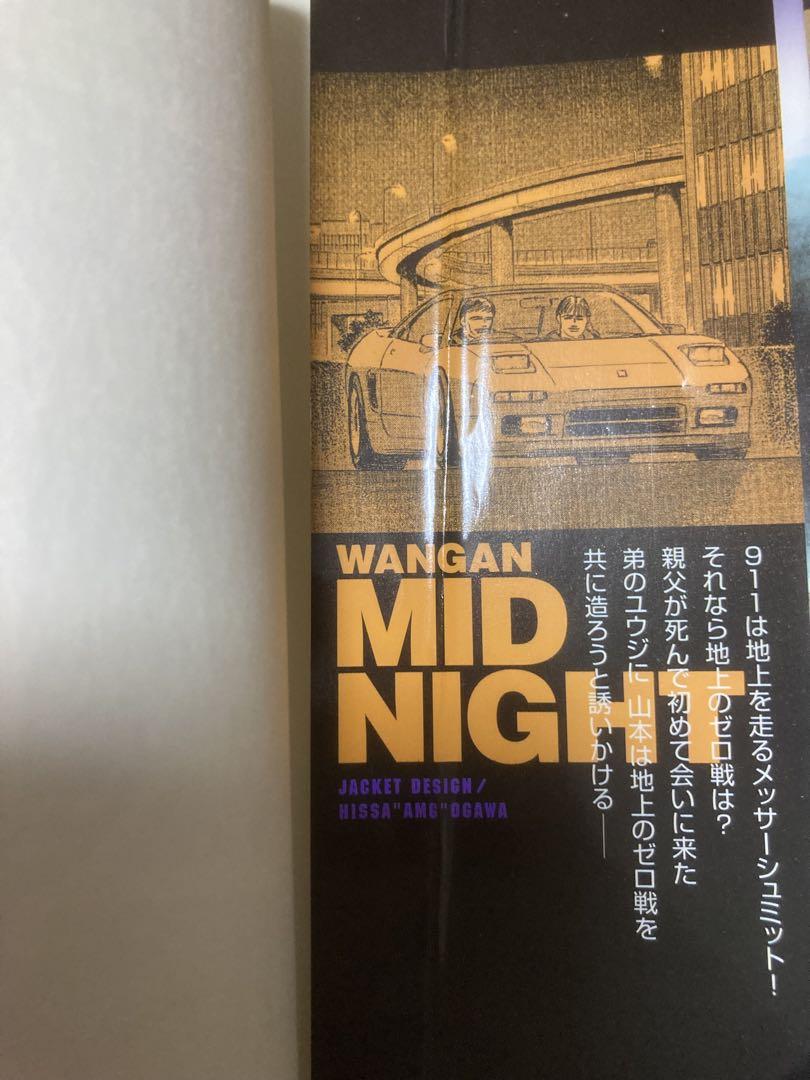 WANGAN
MID
NIGHT
JACKET DESIGN/
HISSA"AMG"OGAWA
911は地上を走るメッサーシュミット!
それなら地上のゼロ戦は?
親父が死んで初めて会いに来た
弟のユウジに 山本は地上のゼロ戦を
共に造ろうと誘いかける——